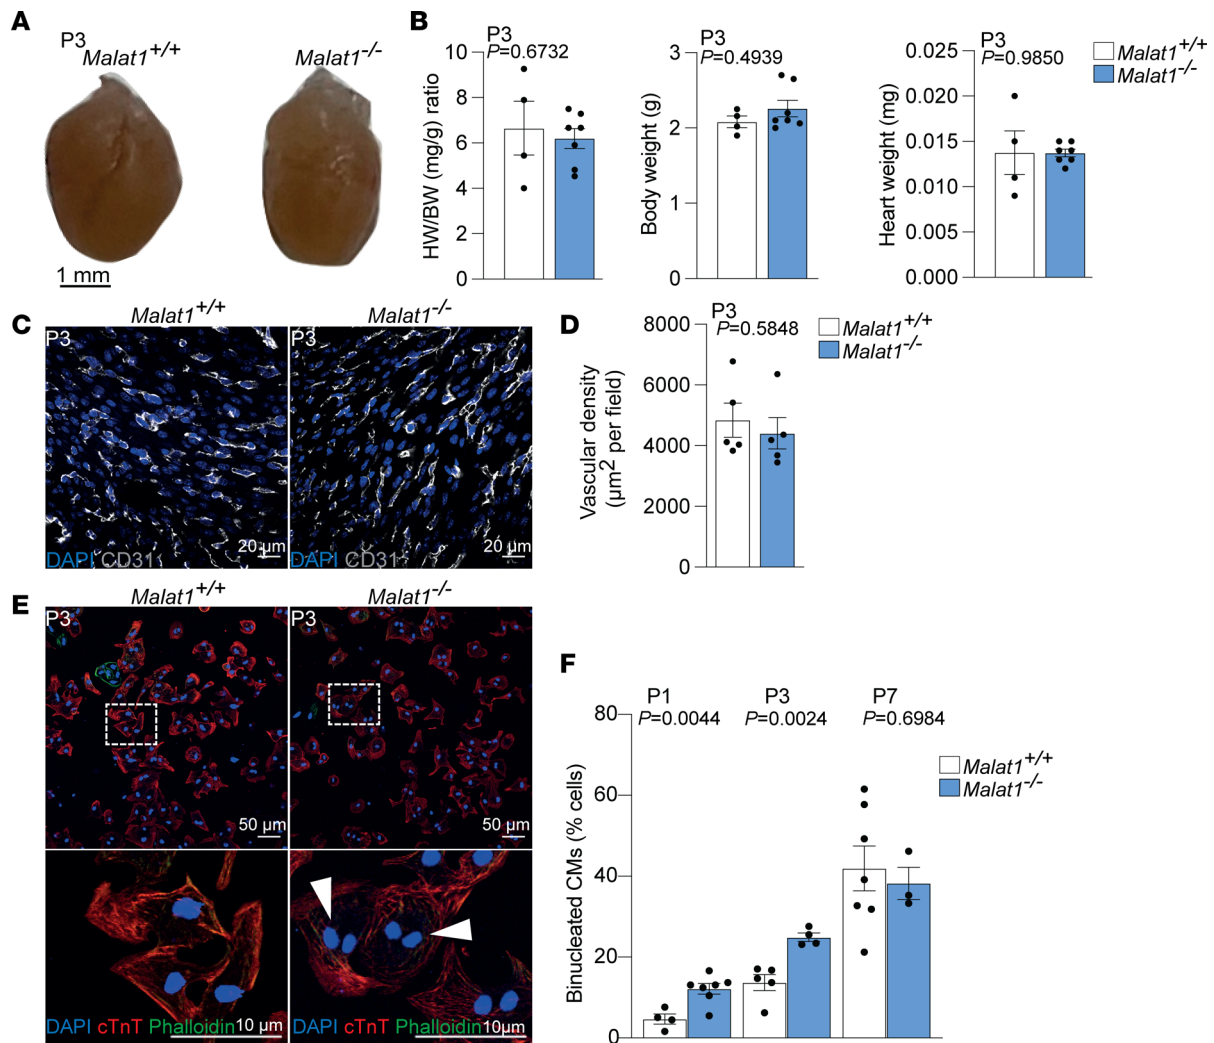 A
P3
Malat1+/+
Malat1-/-
1 mm
B
P3
P=0.6732
HW/BW (mg/g) ratio
10
8
6
4
2
0
P3
P=0.4939
Body weight (g)
3
2
1
0
P3
P=0.9850
Heart weight (mg)
0.025
0.020
0.015
0.010
0.005
0.000
Malat1+/+
Malat1-/-
C
Malat1+/+
Malat1-/-
P3
P3
DAPI CD31
20 µm
DAPI CD31
20 µm
D
P3
P=0.5848
Vascular density
(µm2 per field)
8000
6000
4000
2000
0
Malat1+/+
Malat1-/-
E
Malat1+/+
Malat1-/-
P3
P3
50 µm
50 µm
DAPI cTnT Phalloidin
10 µm
DAPI cTnT Phalloidin
10µm
F
P1
P=0.0044
P3
P=0.0024
P7
P=0.6984
Binucleated CMs (% cells)
80
60
40
20
0
Malat1+/+
Malat1-/-